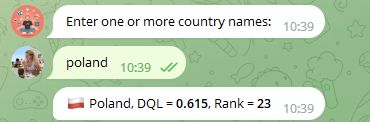 Enter one or more country names: 10:39
poland 10:39
🇵🇱 Poland, DQL = 0.615, Rank = 23 10:39